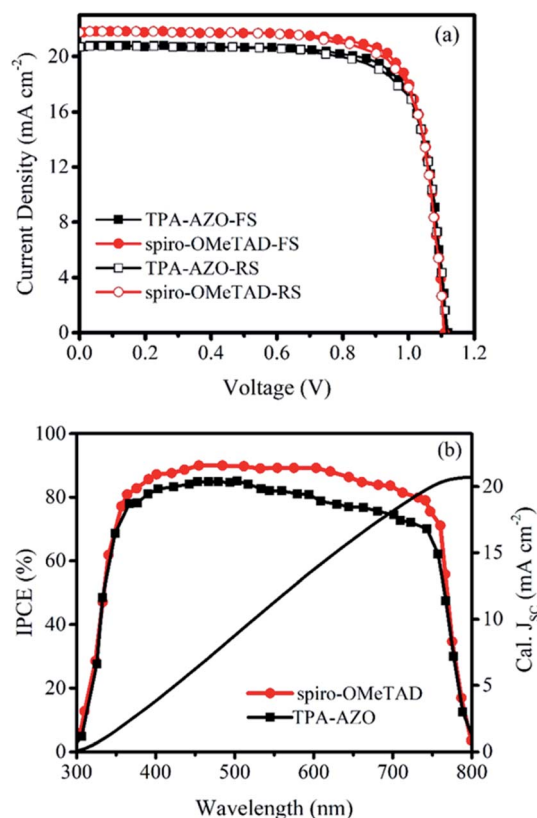 (a)
Current Density (mA cm-2)
20
16
12
8
4
0
TPA-AZO-FS
spiro-OMeTAD-FS
TPA-AZO-RS
spiro-OMeTAD-RS
0.0 0.2 0.4 0.6 0.8 1.0 1.2
Voltage (V)
(b)
IPCE (%)
100
80
60
40
20
0
spiro-OMeTAD
TPA-AZO
20
15
10
5
0
Cal. JSC (mA cm-2)
300 400 500 600 700 800
Wavelength (nm)